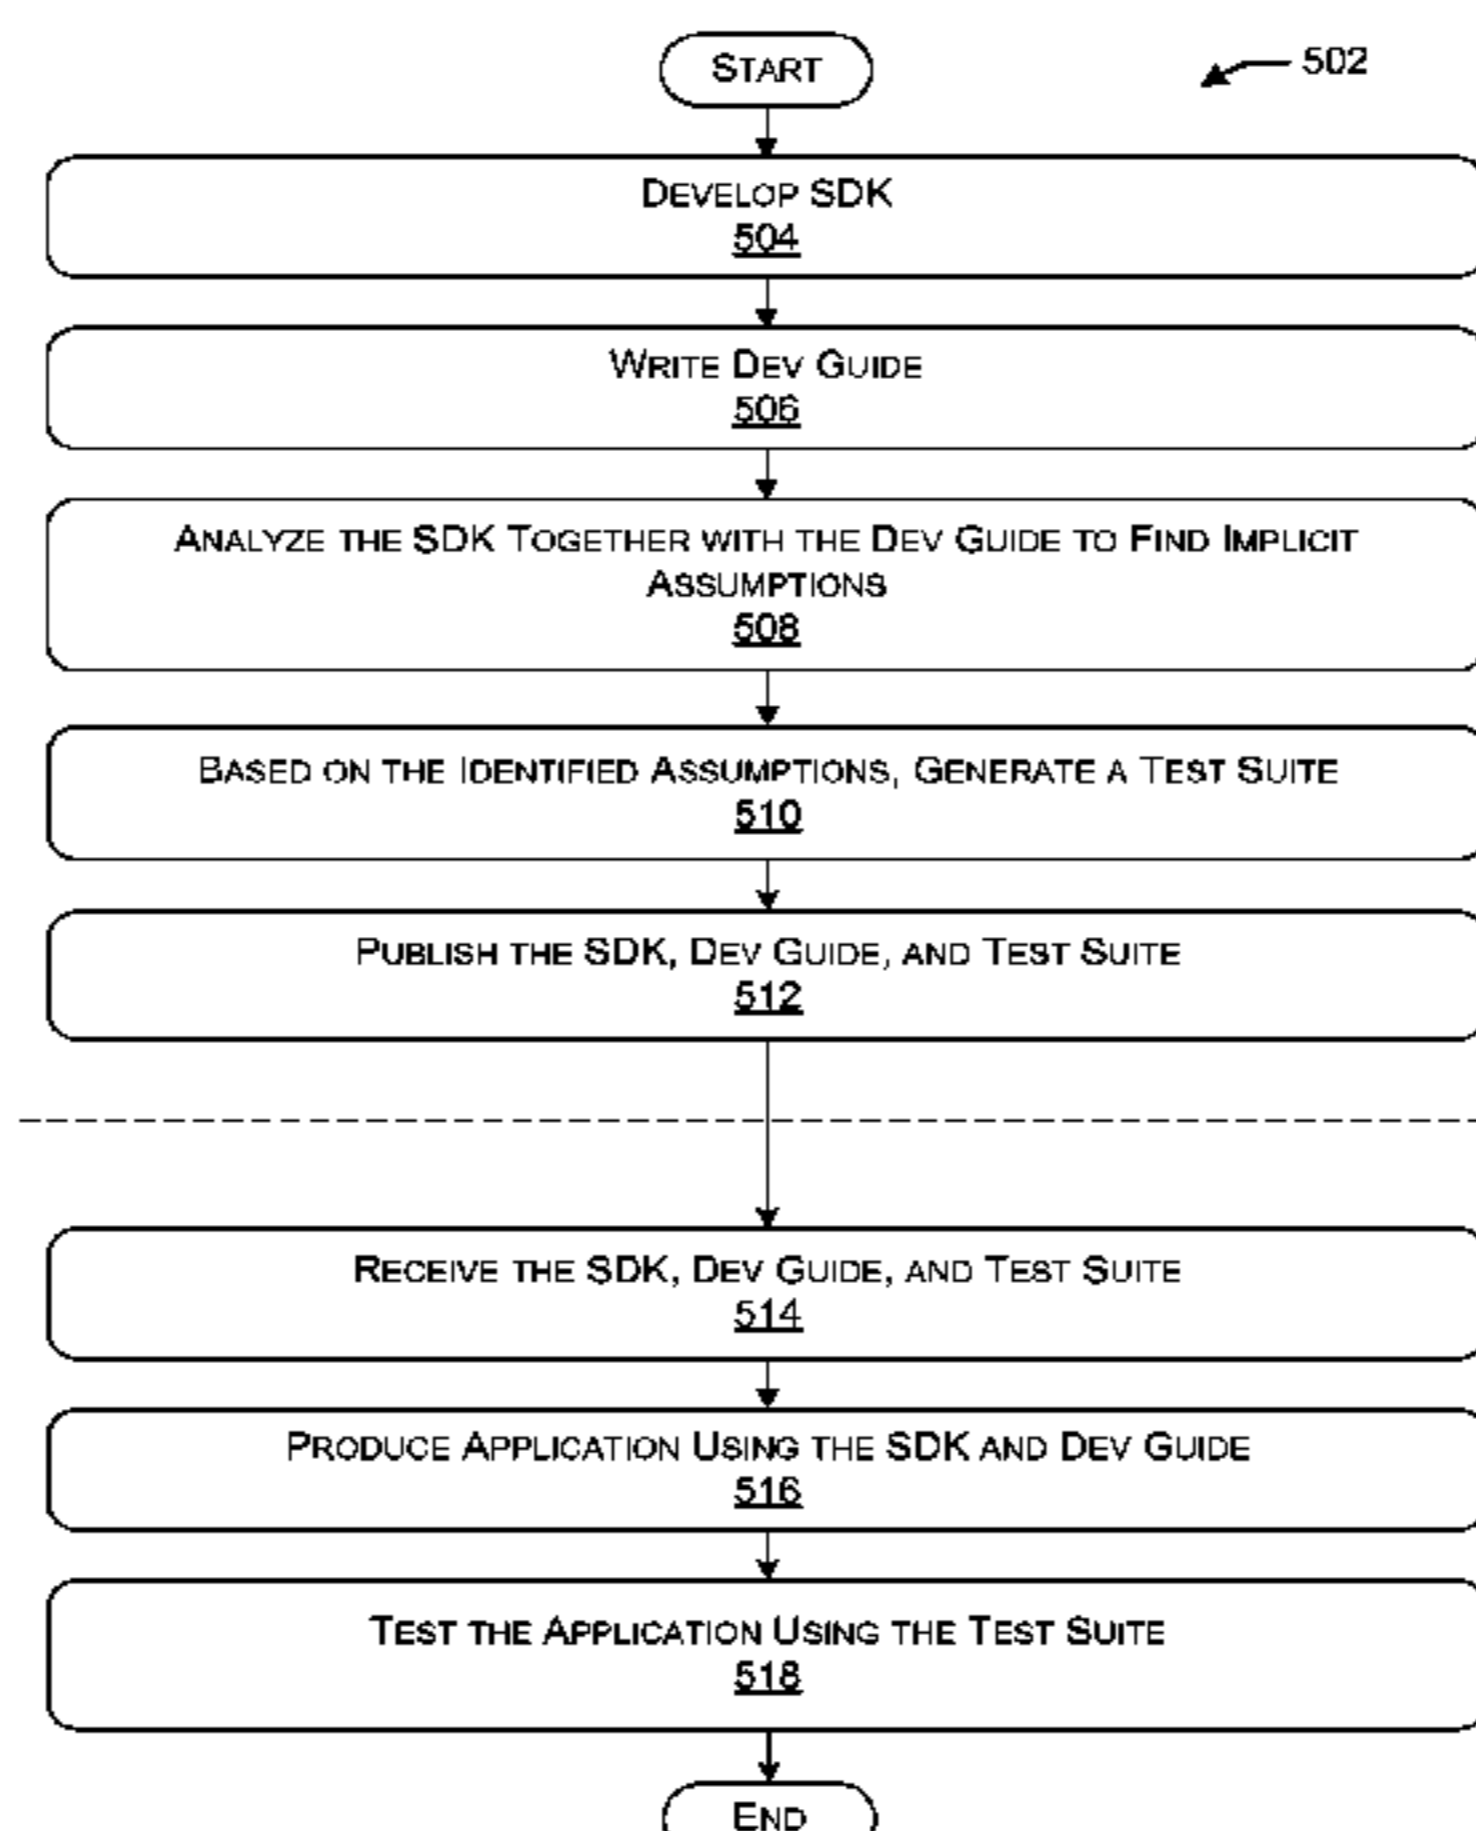 START
502
DEVELOP SDK
504
WRITE DEV GUIDE
506
ANALYZE THE SDK TOGETHER WITH THE DEV GUIDE TO FIND IMPLICIT
ASSUMPTIONS
508
BASED ON THE IDENTIFIED ASSUMPTIONS, GENERATE A TEST SUITE
510
PUBLISH THE SDK, DEV GUIDE, AND TEST SUITE
512
RECEIVE THE SDK, DEV GUIDE, AND TEST SUITE
514
PRODUCE APPLICATION USING THE SDK AND DEV GUIDE
516
TEST THE APPLICATION USING THE TEST SUITE
518
END